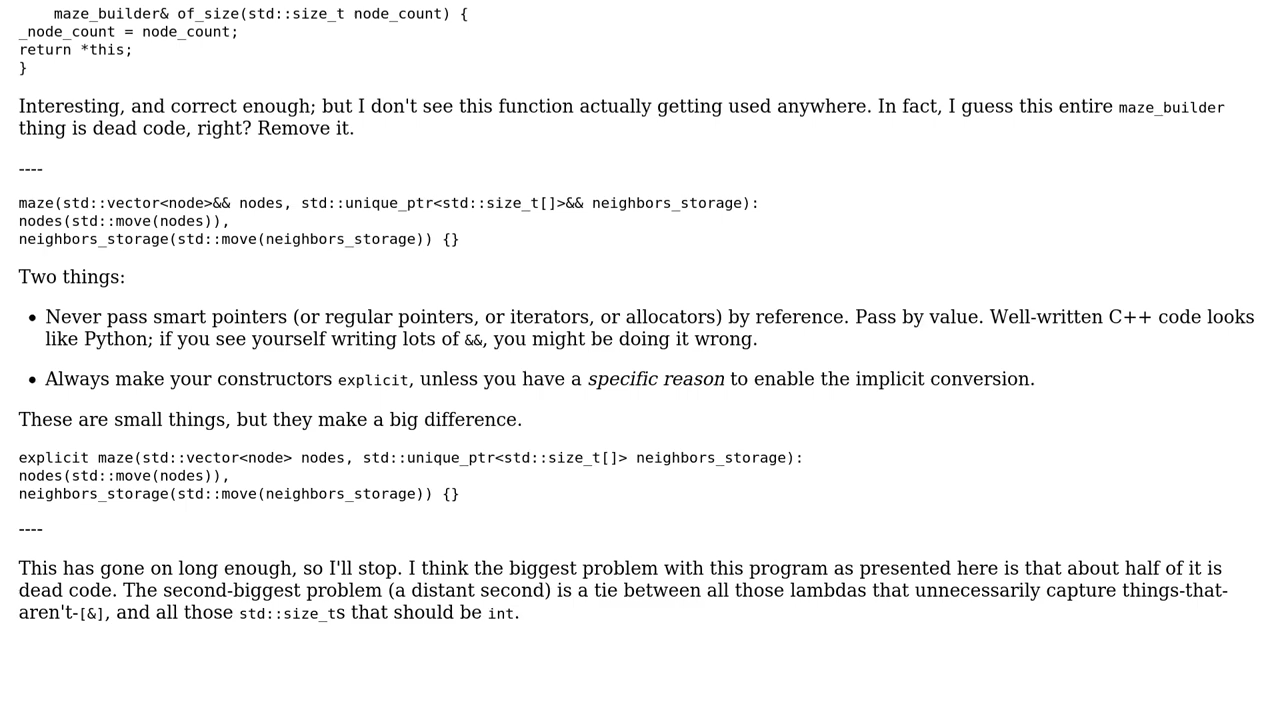 maze_builder& of_size(std::size_t node_count) {
_node_count = node_count;
return *this;
}
Interesting, and correct enough; but I don't see this function actually getting used anywhere. In fact, I guess this entire maze_builder
thing is dead code, right? Remove it.
----
maze(std::vector<node>&& nodes, std::unique_ptr<std::size_t[]>&& neighbors_storage):
nodes(std::move(nodes)),
neighbors_storage(std::move(neighbors_storage)) {}
Two things:
• Never pass smart pointers (or regular pointers, or iterators, or allocators) by reference. Pass by value. Well-written C++ code looks
like Python; if you see yourself writing lots of &&, you might be doing it wrong.
• Always make your constructors explicit, unless you have a specific reason to enable the implicit conversion.
These are small things, but they make a big difference.
explicit maze(std::vector<node> nodes, std::unique_ptr<std::size_t[]> neighbors_storage):
nodes(std::move(nodes)),
neighbors_storage(std::move(neighbors_storage)) {}
----
This has gone on long enough, so I'll stop. I think the biggest problem with this program as presented here is that about half of it is
dead code. The second-biggest problem (a distant second) is a tie between all those lambdas that unnecessarily capture things-that-
aren't-[&], and all those std::size_ts that should be int.